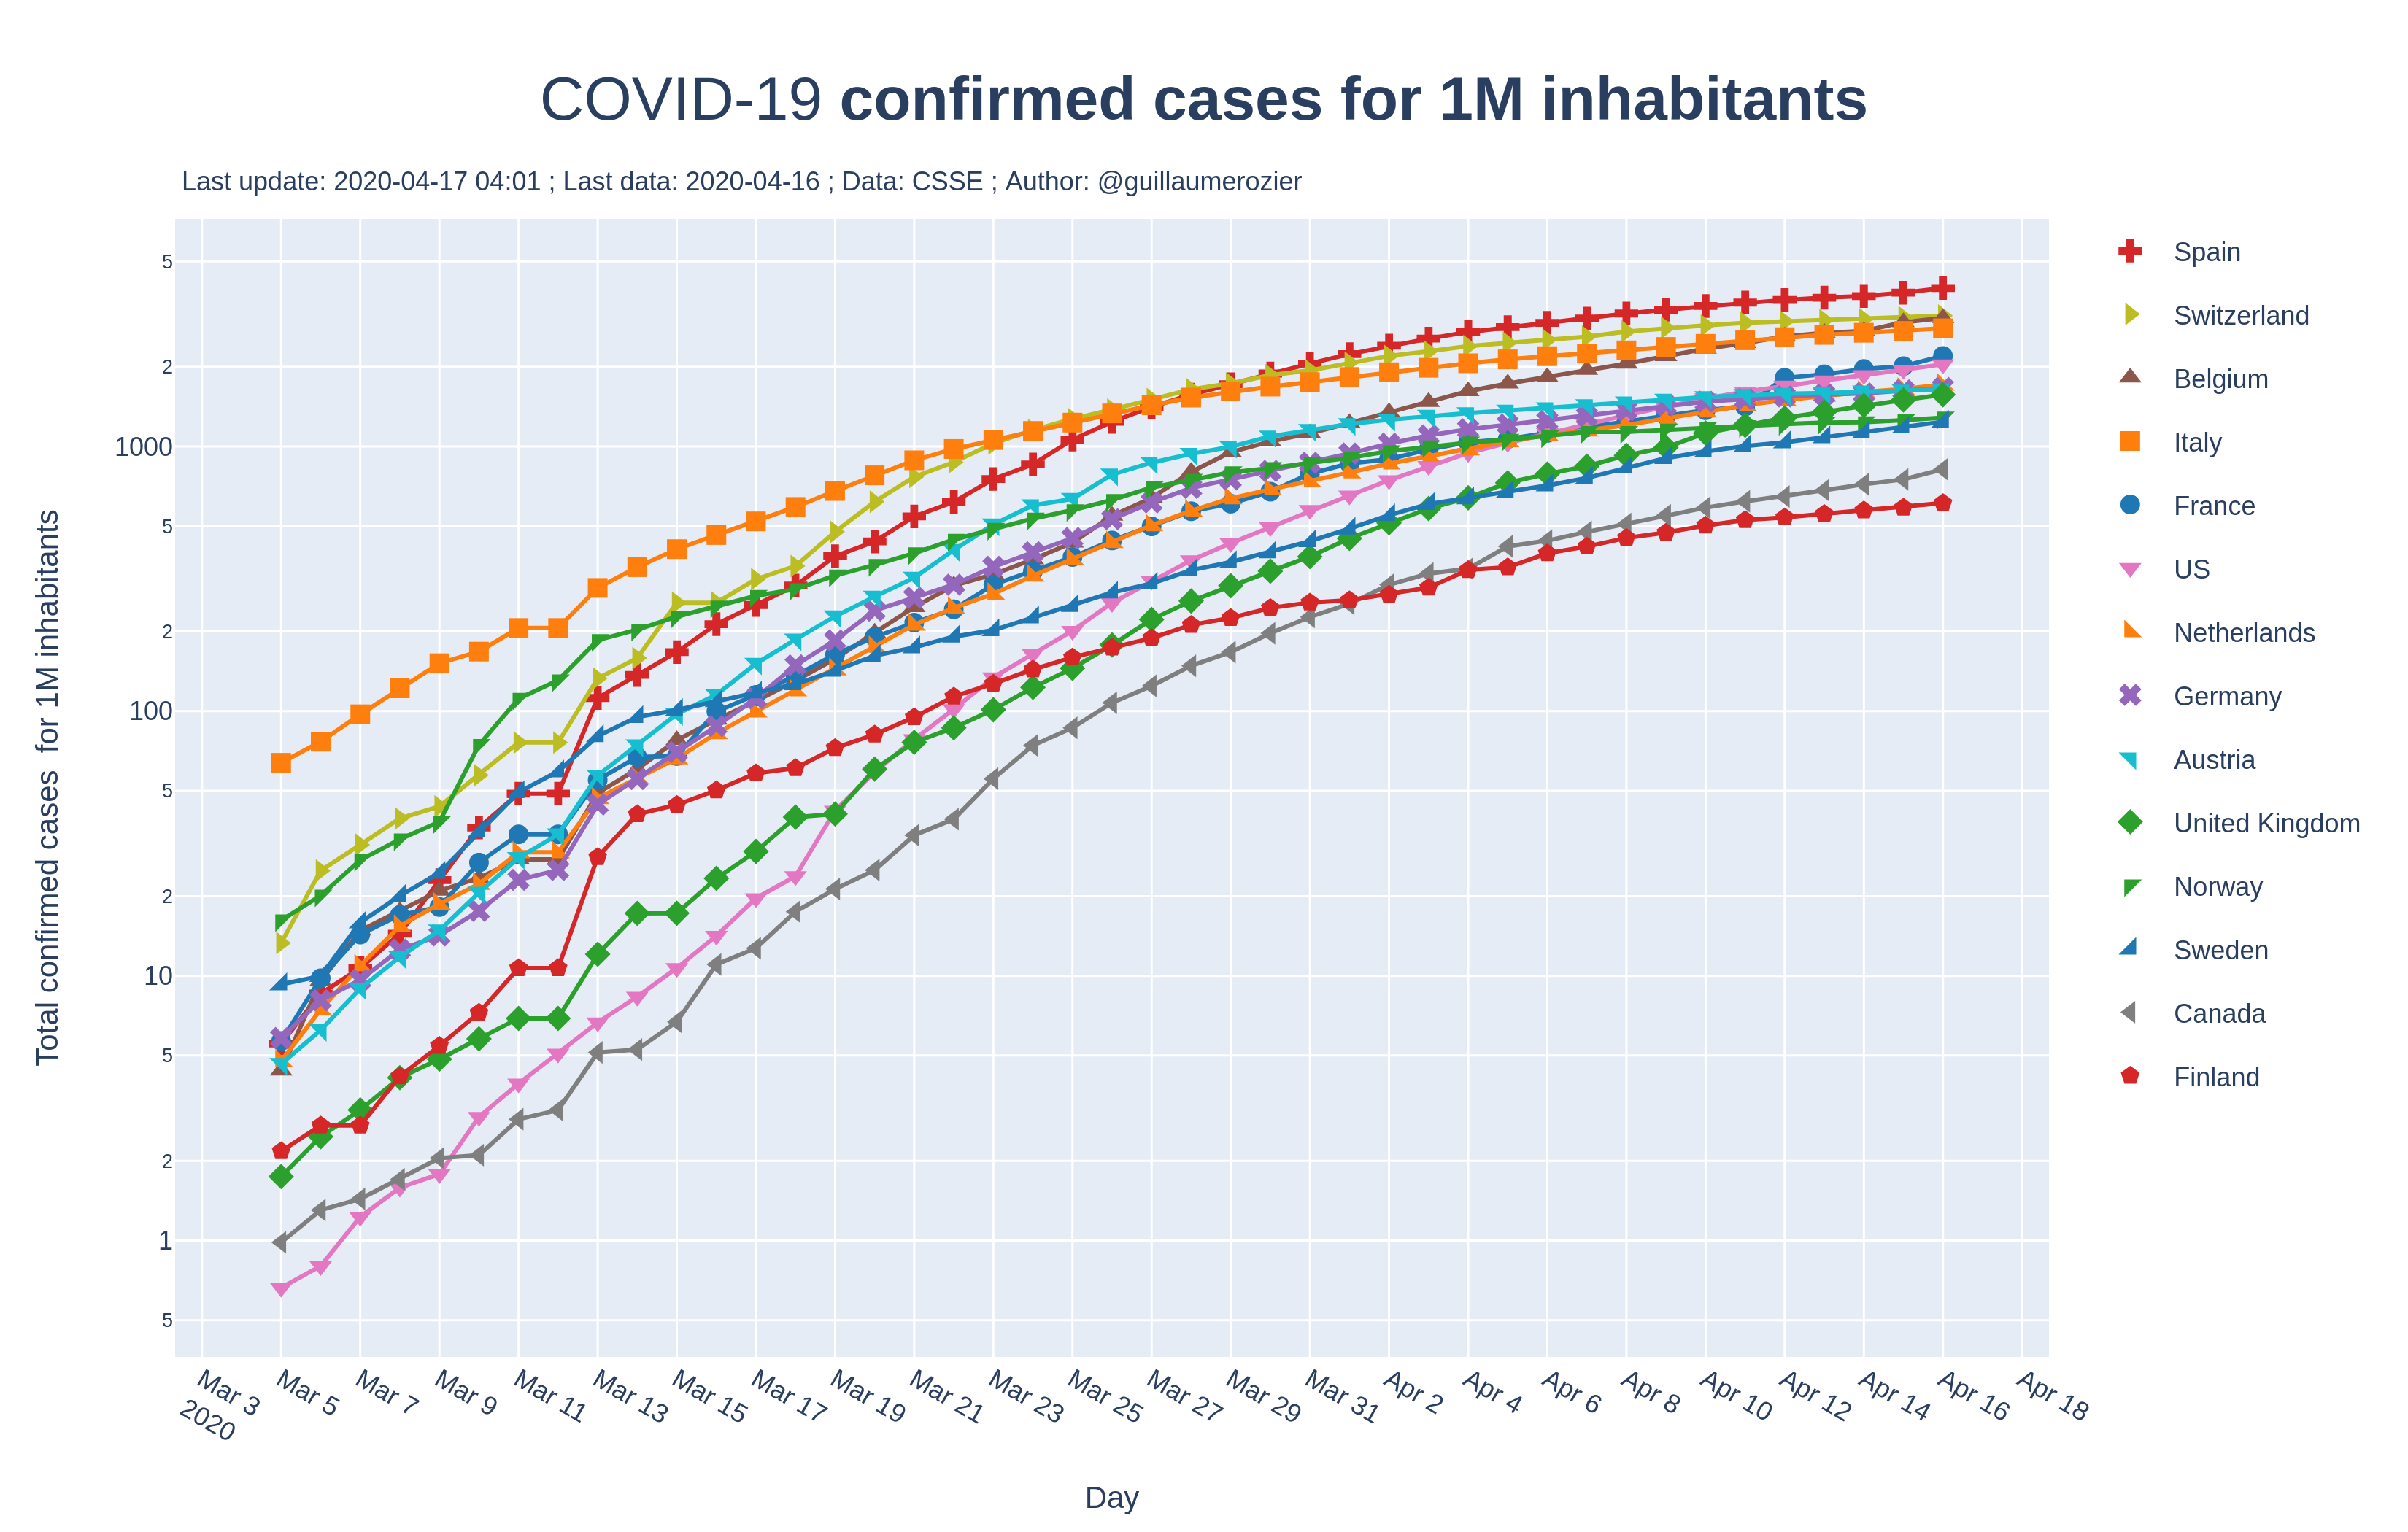 COVID-19 confirmed cases for 1M inhabitants
Last update: 2020-04-17 04:01 ; Last data: 2020-04-16 ; Data: CSSE ; Author: @guillaumerozier
Total confirmed cases for 1M inhabitants
5
2
1000
5
2
100
5
2
10
5
2
1
5
Mar 3
2020
Mar 5
Mar 7
Mar 9
Mar 11
Mar 13
Mar 15
Mar 17
Mar 19
Mar 21
Mar 23
Mar 25
Mar 27
Mar 29
Mar 31
Apr 2
Apr 4
Apr 6
Apr 8
Apr 10
Apr 12
Apr 14
Apr 16
Apr 18
Day
Spain
Switzerland
Belgium
Italy
France
US
Netherlands
Germany
Austria
United Kingdom
Norway
Sweden
Canada
Finland